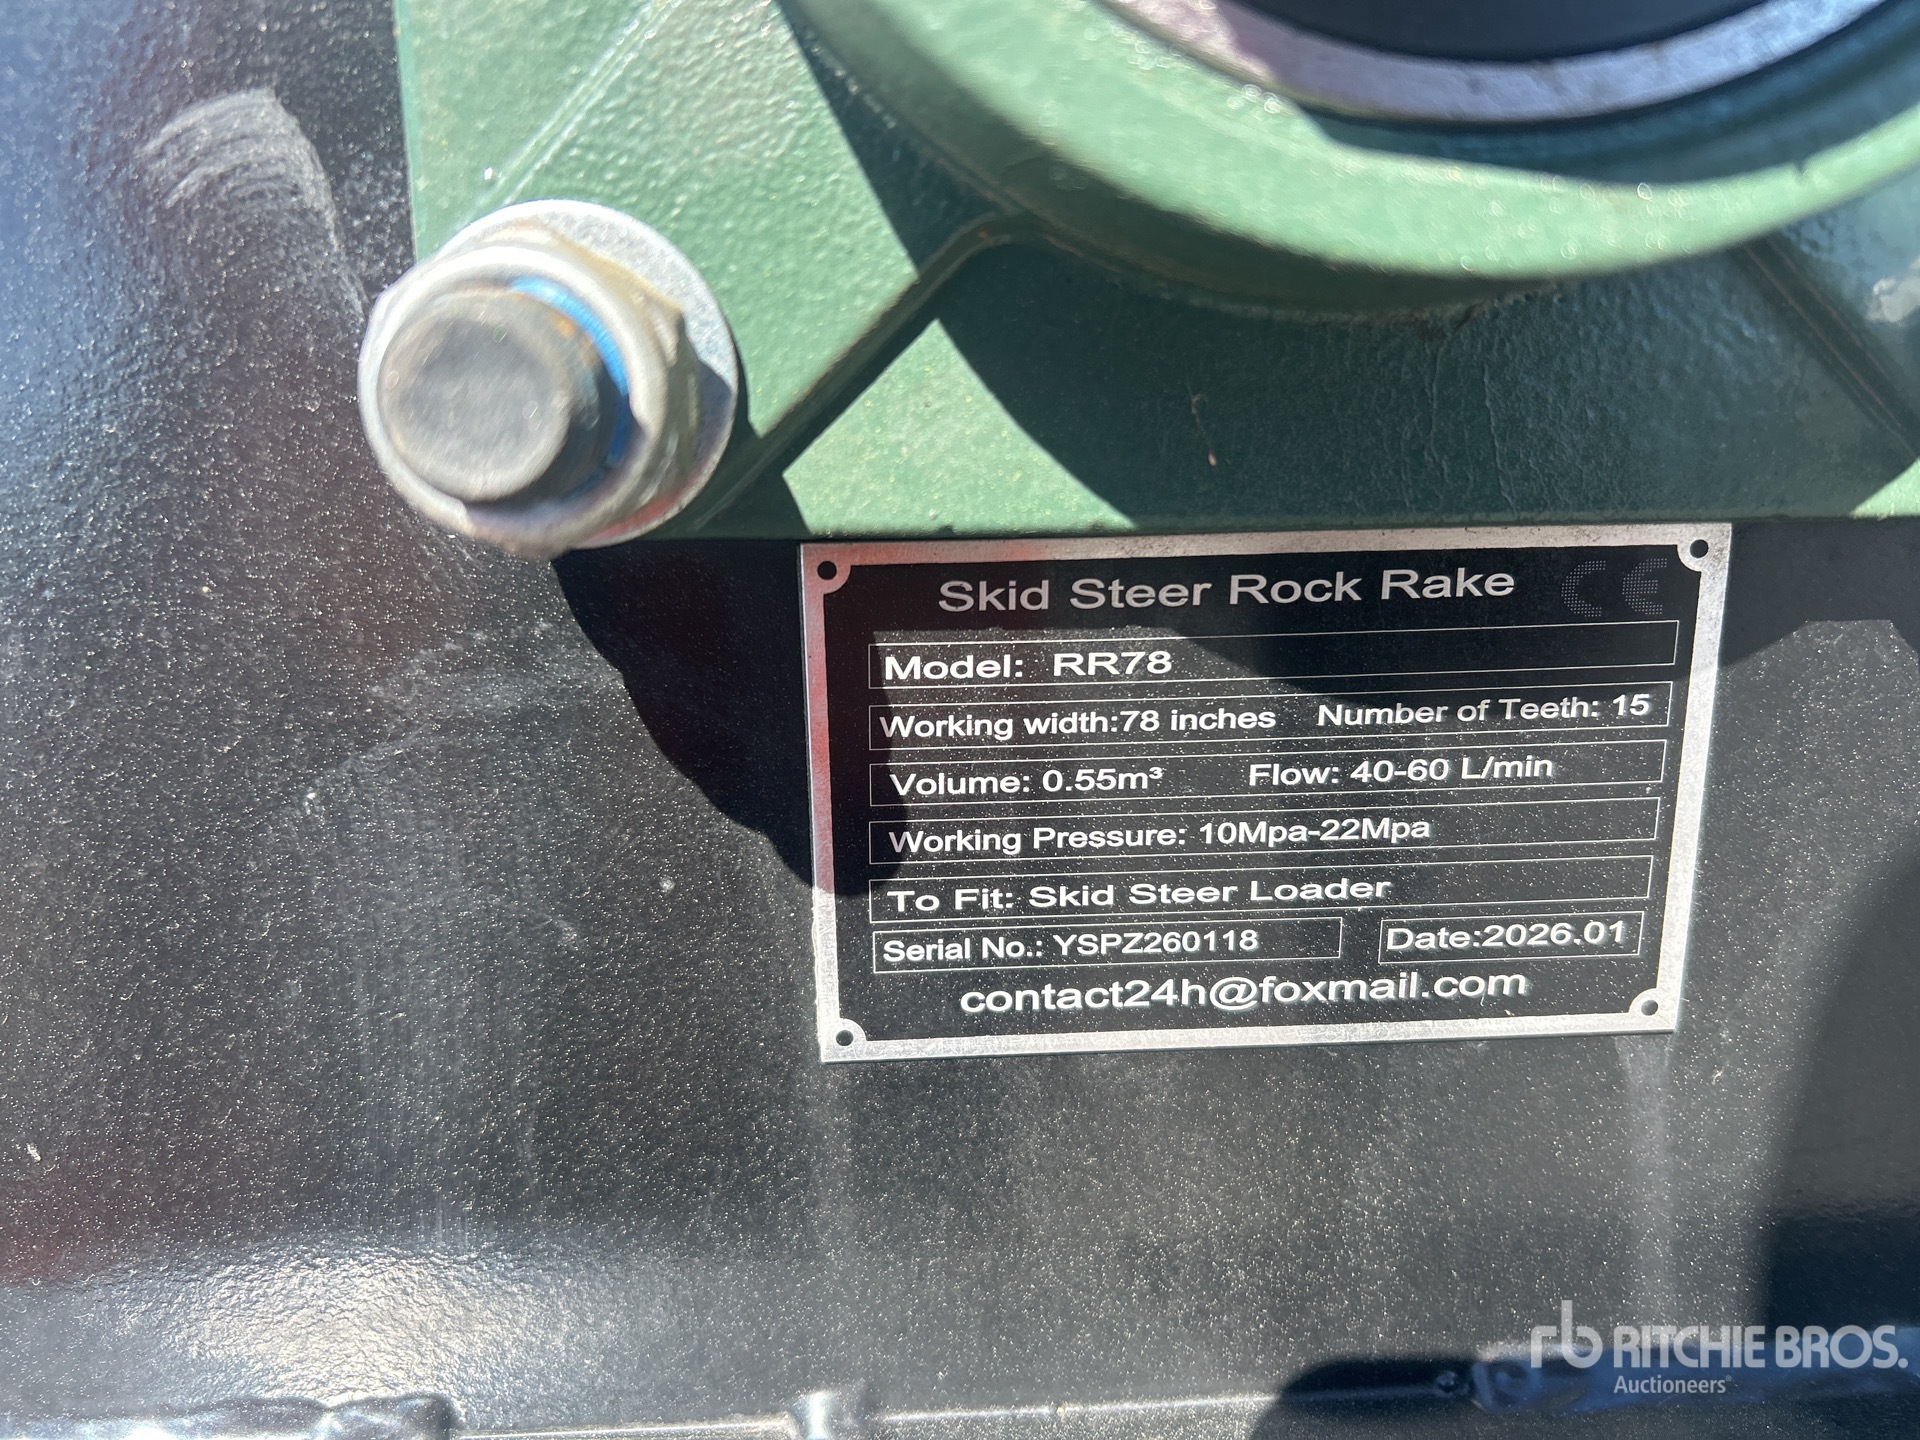 Skid Steer Rock Rake CE
Model: RR78
Working width:78 inches Number of Teeth: 15
Volume: 0.55m³ Flow: 40-60 L/min
Working Pressure: 10Mpa-22Mpa
To Fit: Skid Steer Loader
Serial No.: YSPZ260118 Date:2026.01
contact24h@foxmail.com
rb RITCHIE BROS.
Auctioneers